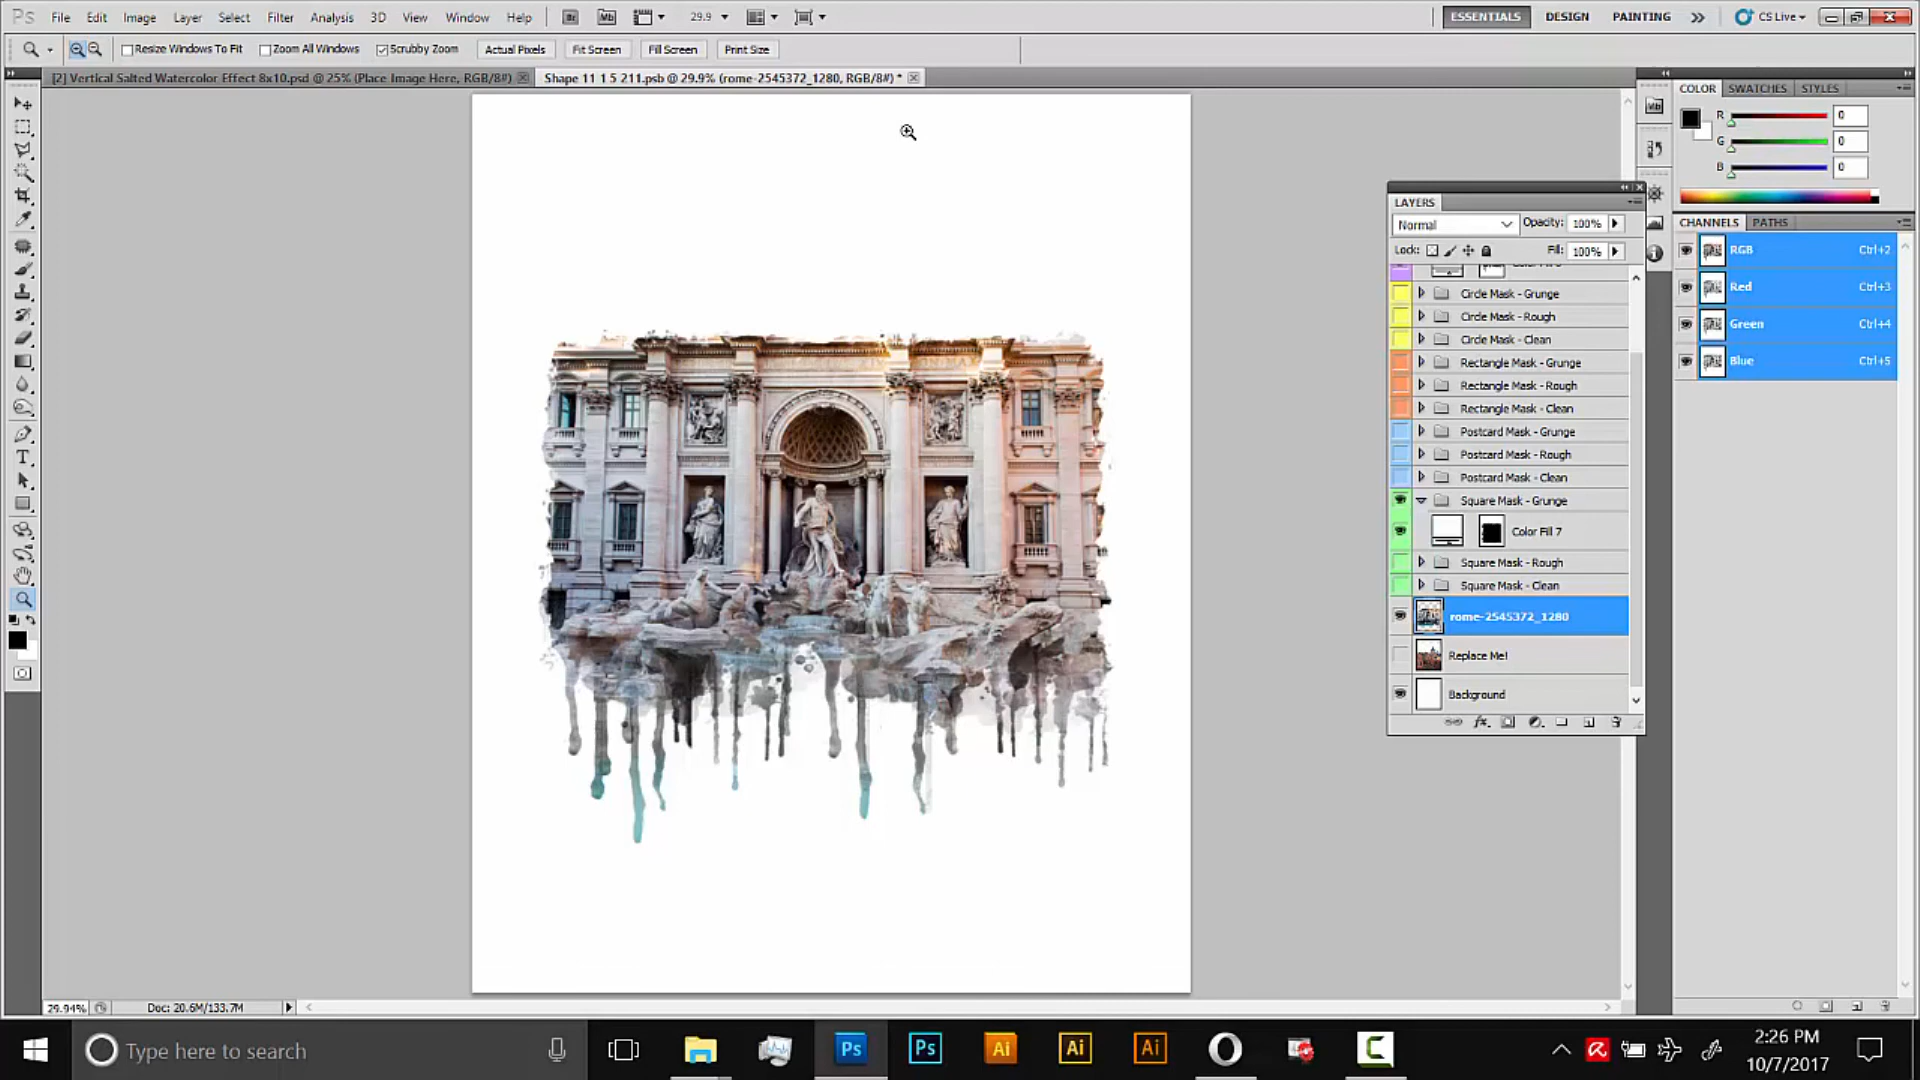 Ps File Edit Image Layer Select Filter Analysis 3D View Window Help Br Mb 29.9 ESSENTIALS DESIGN PAINTING CS Live
Resize Windows To Fit Zoom All Windows Scrubby Zoom Actual Pixels Fit Screen Fill Screen Print Size
[2] Vertical Salted Watercolor Effect 8x10.psd @ 25% (Place Image Here, RGB/8#) Shape 11 1 5 211.psb @ 29.9% (rome-2545372_1280, RGB/8#) *
COLOR SWATCHES STYLES
Mb
R 0
G 0
B 0
CHANNELS PATHS
RGB Ctrl+2
Red Ctrl+3
Green Ctrl+4
Blue Ctrl+5
LAYERS
Normal Opacity: 100%
Lock: Fill: 100%
Circle Mask - Grunge
Circle Mask - Rough
Circle Mask - Clean
Rectangle Mask - Grunge
Rectangle Mask - Rough
Rectangle Mask - Clean
Postcard Mask - Grunge
Postcard Mask - Rough
Postcard Mask - Clean
Square Mask - Grunge
Color Fill 7
Square Mask - Rough
Square Mask - Clean
rome-2545372_1280
Replace Me!
Background
29.94% Doc: 20.6M/133.7M
Type here to search Ps Ps Ai Ai Ai 2:26 PM
10/7/2017